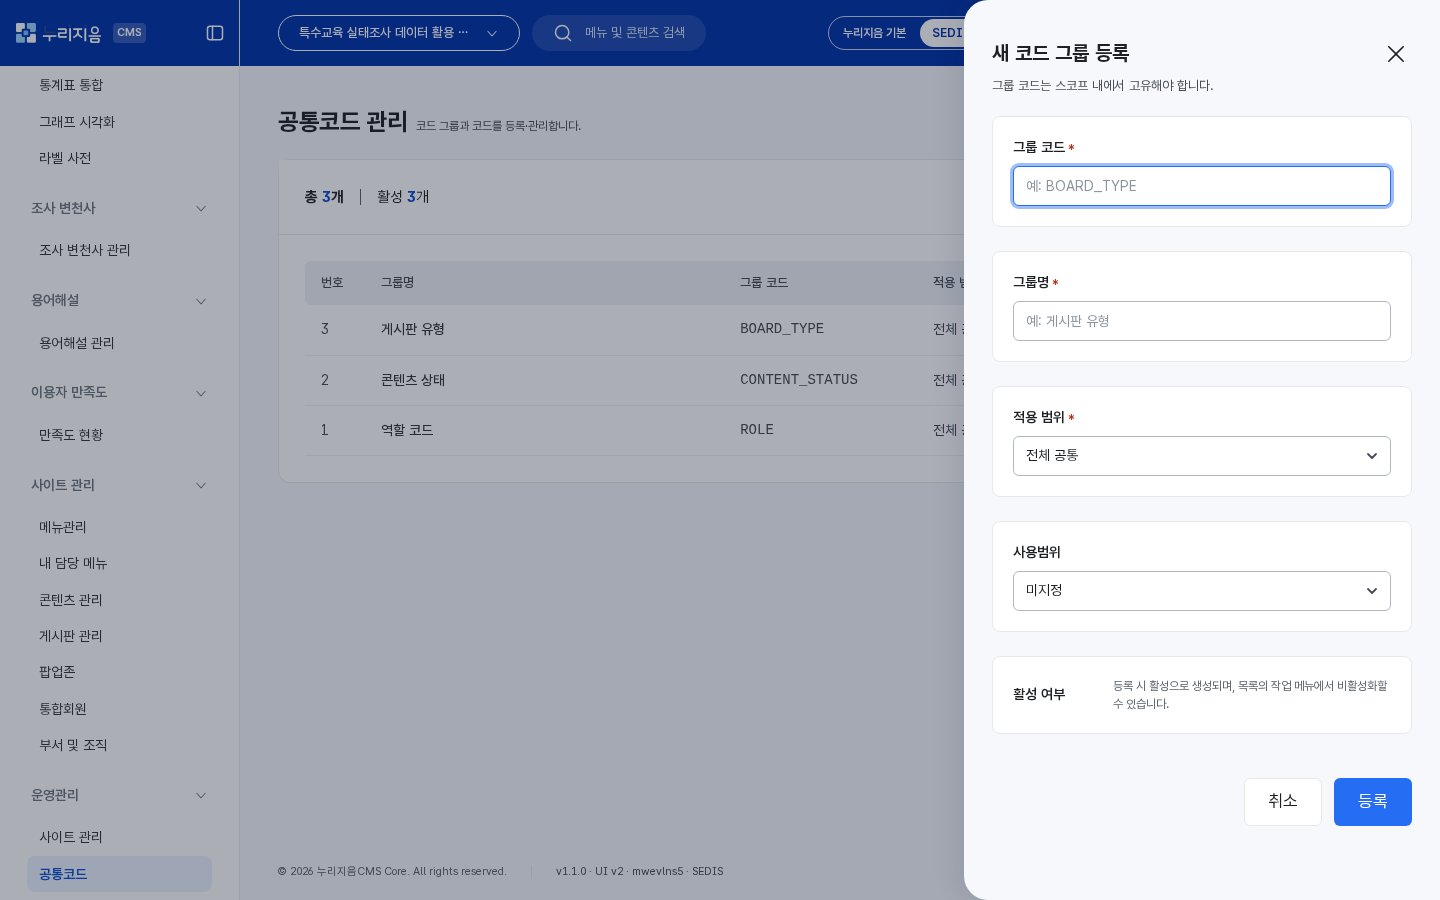 누리지음 CMS
특수교육 실태조사 데이터 활용 ···
메뉴 및 콘텐츠 검색
누리지음 기본
통계표 통합
그래프 시각화
라벨 사전
조사 변천사
조사 변천사 관리
용어해설
용어해설 관리
이용자 만족도
만족도 현황
사이트 관리
메뉴관리
내 담당 메뉴
콘텐츠 관리
게시판 관리
팝업존
통합회원
부서 및 조직
운영관리
사이트 관리
공통코드
공통코드 관리 코드 그룹과 코드를 등록·관리합니다.
총 3개 활성 3개
번호 그룹명 그룹 코드 적용
3 게시판 유형 BOARD_TYPE 전체
2 콘텐츠 상태 CONTENT_STATUS 전체
1 역할 코드 ROLE 전체
© 2026 누리지음CMS Core. All rights reserved. v1.1.0 · UI v2 · mwevlns5 · SEDIS
새 코드 그룹 등록
그룹 코드는 스코프 내에서 고유해야 합니다.
그룹 코드 *
예: BOARD_TYPE
그룹명 *
예: 게시판 유형
적용 범위 *
전체 공통
사용범위
미지정
활성 여부
등록 시 활성으로 생성되며, 목록의 작업 메뉴에서 비활성화할
수 있습니다.
취소 등록